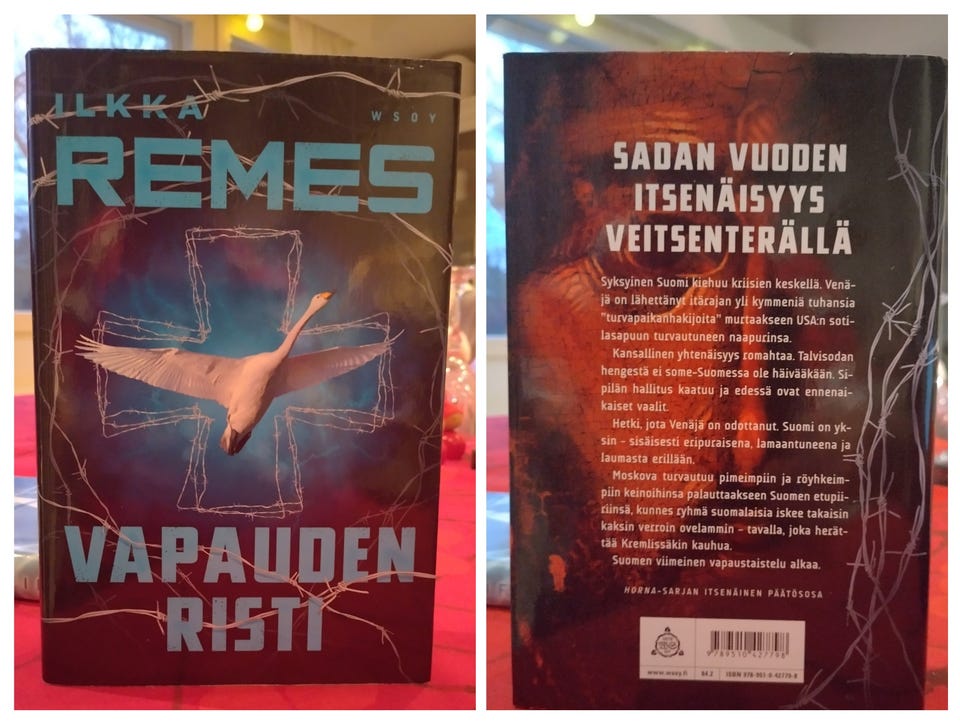 ILKKA
WSOY
REMES
VAPAUDEN
RISTI
SADAN VUODEN
ITSENÄISYYS
VEITSENTERÄLLÄ
Syksyinen Suomi kiehuu kriisien keskellä. Venä-
jä on lähettänyt itärajan yli kymmeniä tuhansia
"turvapaikanhakijoita" murtaakseen USA:n soti-
lasapuun turvautuneen naapurinsa.
Kansallinen yhtenäisyys romahtaa. Talvisodan
hengestä ei some-Suomessa ole häivääkään. Si-
pilän hallitus kaatuu ja edessä ovat ennenai-
kaiset vaalit.
Hetki, jota Venäjä on odottanut. Suomi on yk-
sin – sisäisesti eripuraisena, lamaantuneena ja
laumasta erillään.
Moskova turvautuu pimeimpiin ja röyhkeim-
piin keinoihinsa palauttaakseen Suomen etupii-
riinsä, kunnes ryhmä suomalaisia iskee takaisin
kaksin verroin ovelammin – tavalla, joka herät-
tää Kremlissäkin kauhua.
Suomen viimeinen vapaustaistelu alkaa.
HORNA-SARJAN ITSENÄINEN PÄÄTÖSOSA
9789510427798
www.wsoy.fi 84.2 ISBN 978-951-0-42779-8